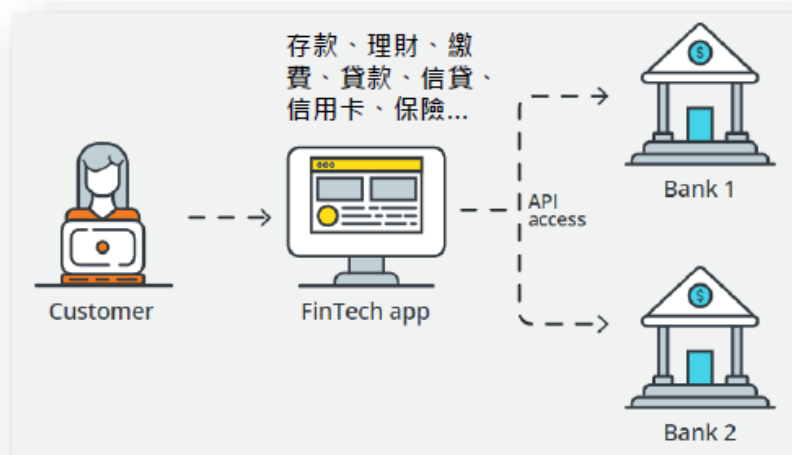 存款、理財、繳
費、貸款、信貸、
信用卡、保險...
Customer
FinTech app
API
access
Bank 1
Bank 2